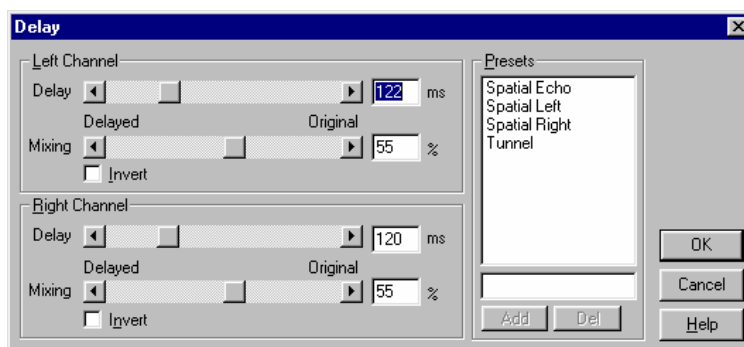 Delay
Left Channel
Delay 122 ms
Delayed Original
Mixing 55 %
Invert
Right Channel
Delay 120 ms
Delayed Original
Mixing 55 %
Invert
Presets
Spatial Echo
Spatial Left
Spatial Right
Tunnel
Add Del
OK
Cancel
Help